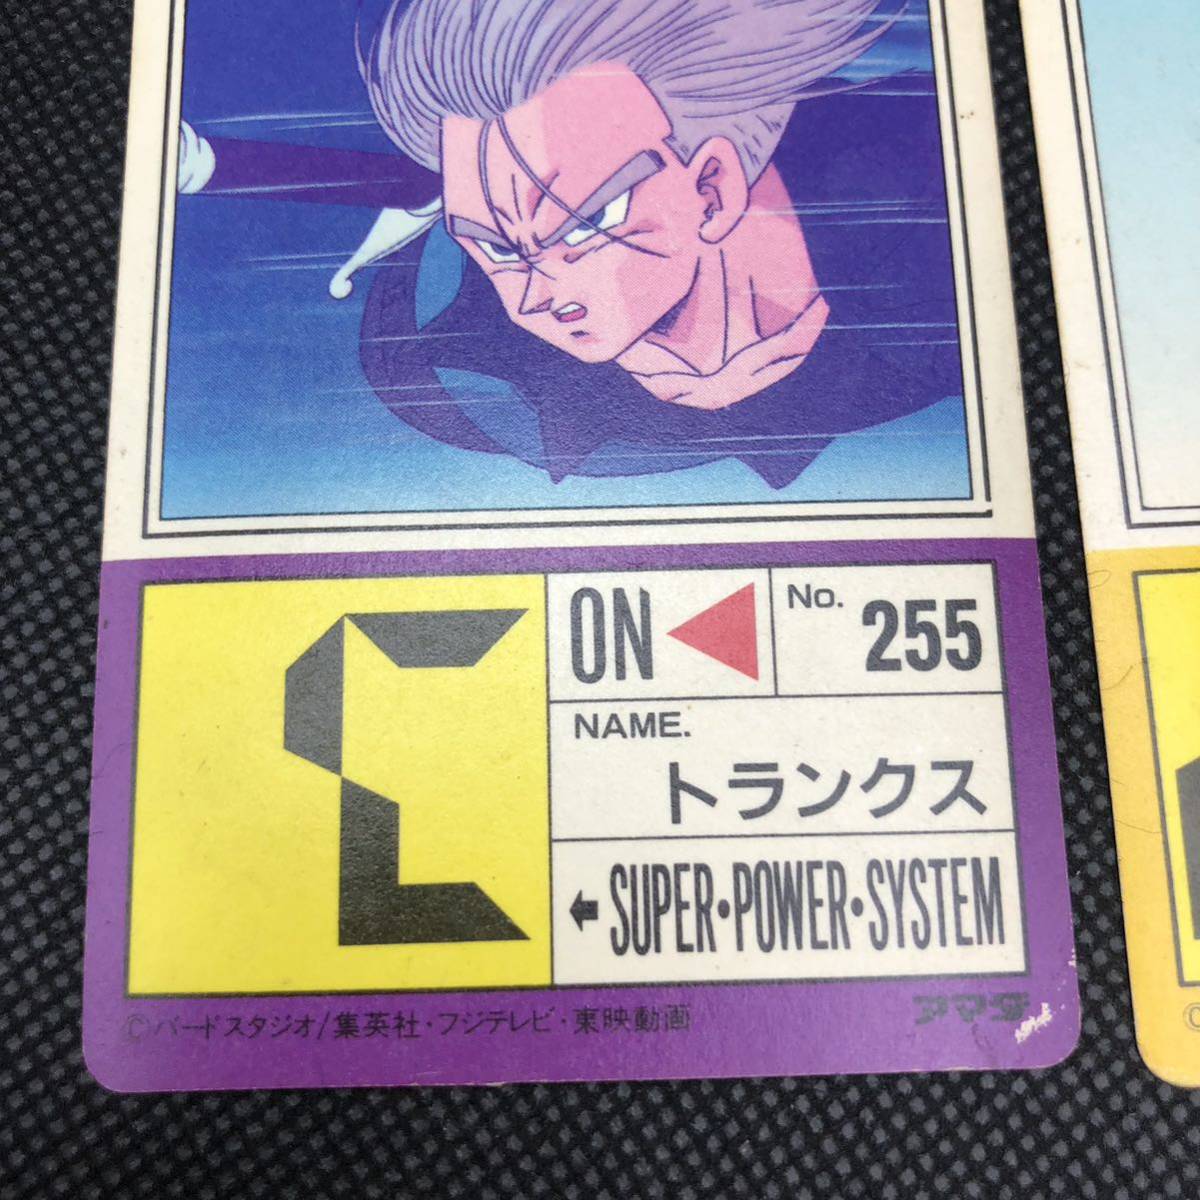 ON
No. 255
NAME.
トランクス
←SUPER・POWER・SYSTEM
©バードスタジオ/集英社・フジテレビ・東映動画
アマダ
©